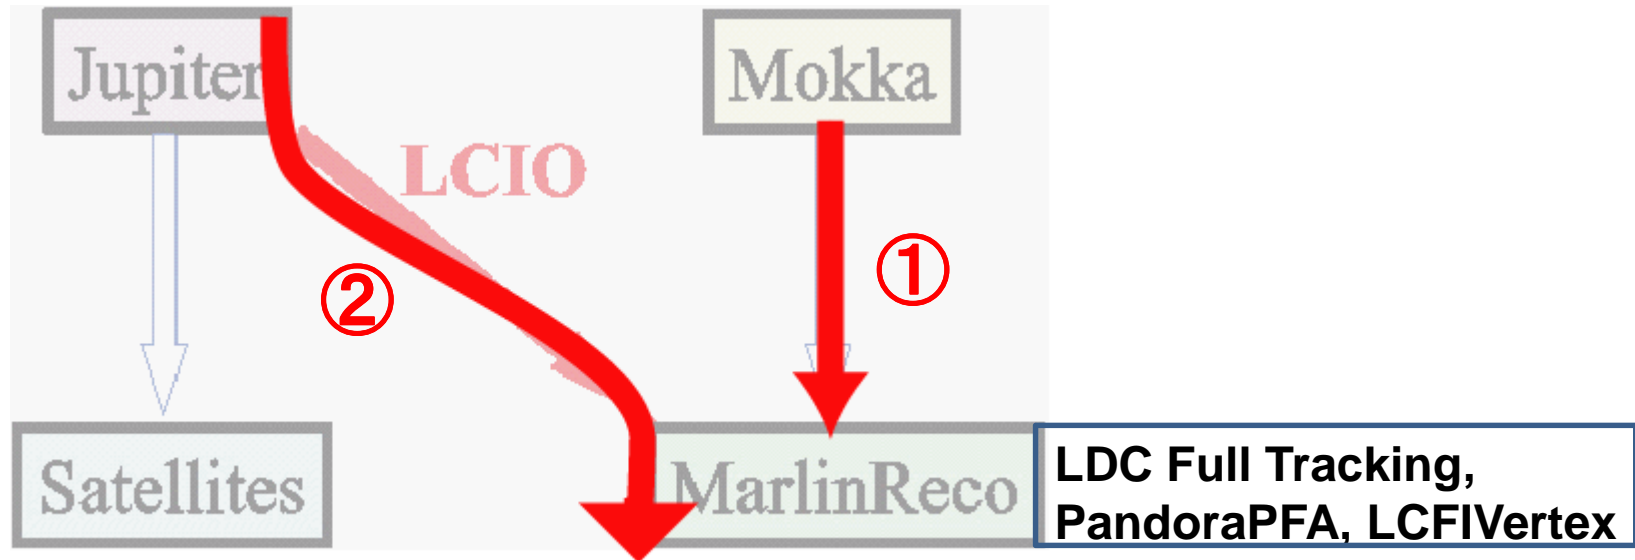 Jupiter
Mokka
LCIO
①
②
Satellites
MarlinReco
LDC Full Tracking,
PandoraPFA, LCFIVertex